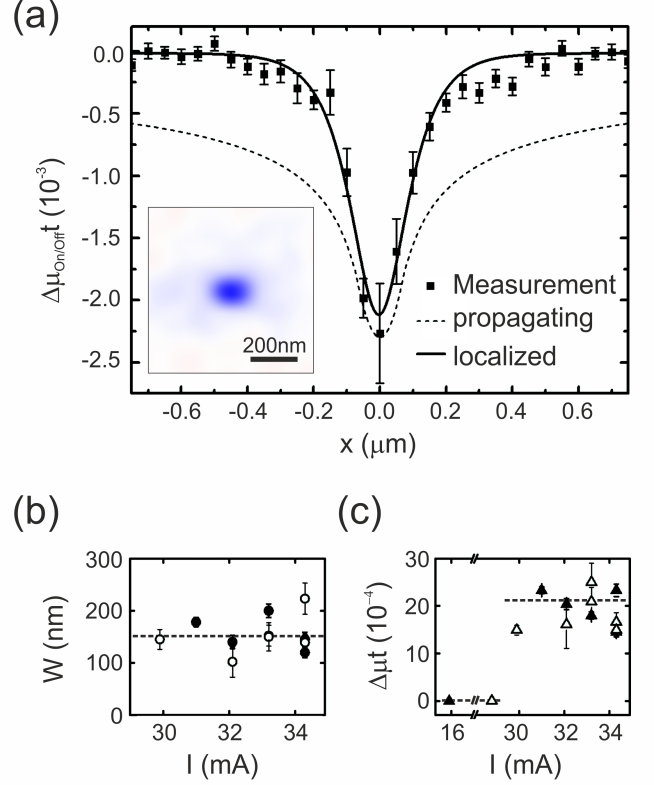 (a)
0.0
-0.5
-1.0
-1.5
-2.0
-2.5
Δμ_On/Off t (10⁻³)
200nm
Measurement
propagating
localized
-0.6 -0.4 -0.2 0.0 0.2 0.4 0.6
x (μm)
(b)
300
200
100
0
W (nm)
30 32 34
I (mA)
(c)
30
20
10
0
Δμt (10⁻⁴)
16 30 32 34
I (mA)